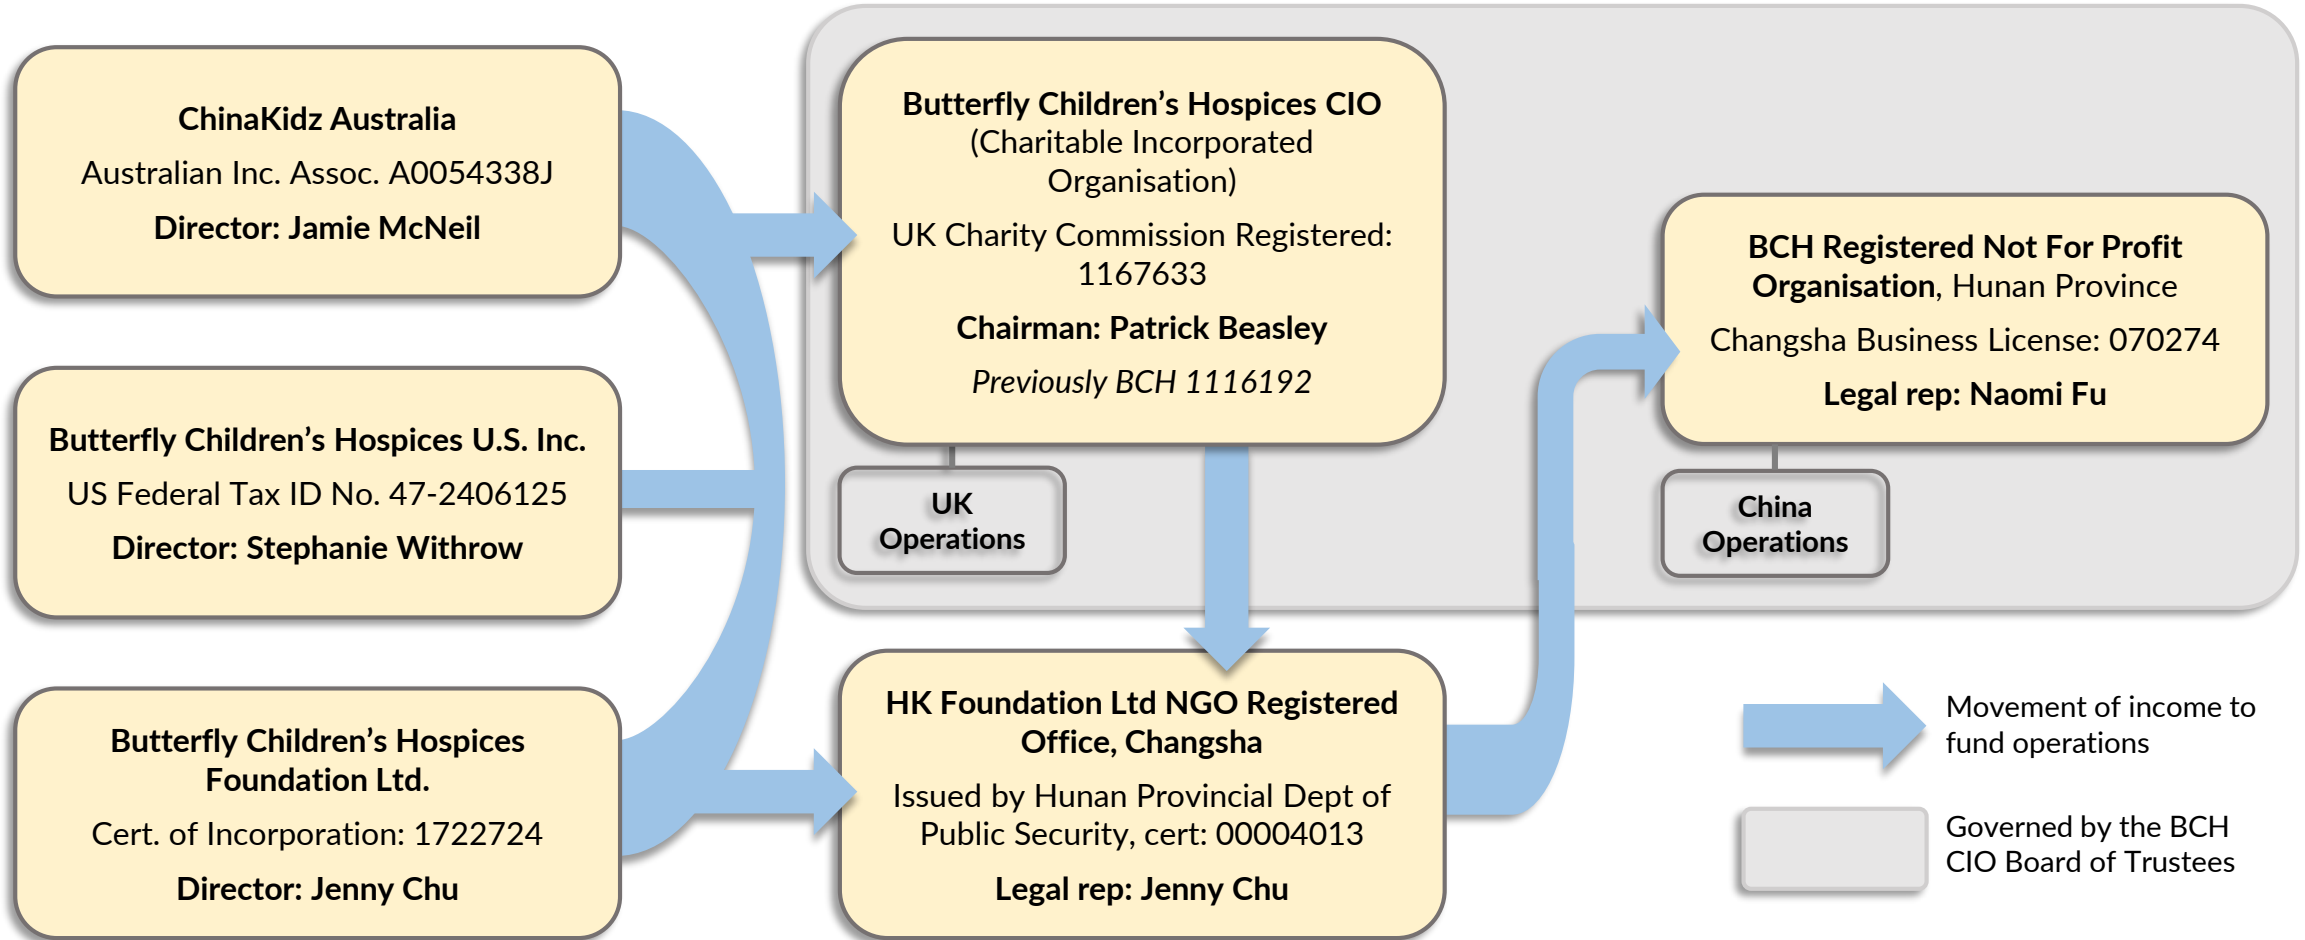 ChinaKidz Australia
Australian Inc. Assoc. A0054338J
Director: Jamie McNeil
Butterfly Children's Hospices U.S. Inc.
US Federal Tax ID No. 47-2406125
Director: Stephanie Withrow
Butterfly Children's Hospices
Foundation Ltd.
Cert. of Incorporation: 1722724
Director: Jenny Chu
Butterfly Children's Hospices CIO
(Charitable Incorporated
Organisation)
UK Charity Commission Registered:
1167633
Chairman: Patrick Beasley
Previously BCH 1116192
UK
Operations
HK Foundation Ltd NGO Registered
Office, Changsha
Issued by Hunan Provincial Dept of
Public Security, cert: 00004013
Legal rep: Jenny Chu
BCH Registered Not For Profit
Organisation, Hunan Province
Changsha Business License: 070274
Legal rep: Naomi Fu
China
Operations
Movement of income to
fund operations
Governed by the BCH
CIO Board of Trustees